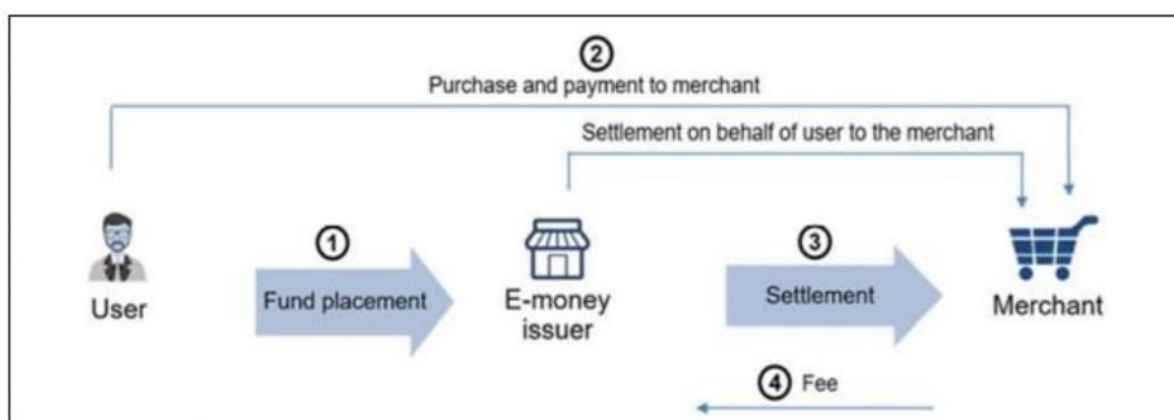 ②
Purchase and payment to merchant
Settlement on behalf of user to the merchant
①
③
Fund placement
Settlement
User
E-money
issuer
Merchant
④ Fee